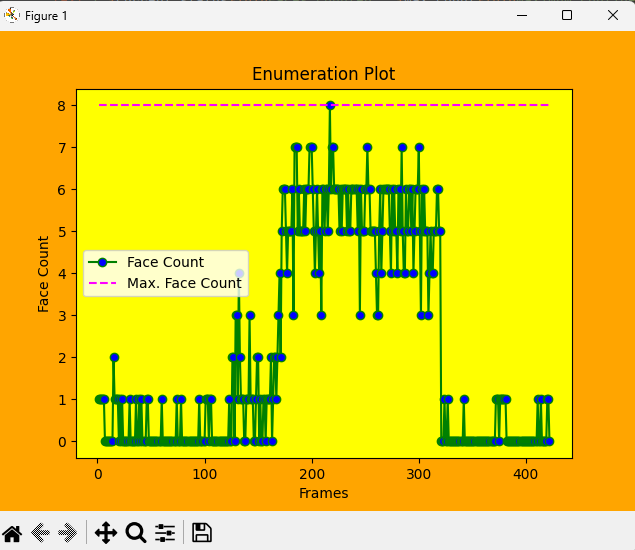 Figure 1
Enumeration Plot
8
7
6
5
4
3
2
1
0
Face Count
Face Count
Max. Face Count
0 100 200 300 400
Frames